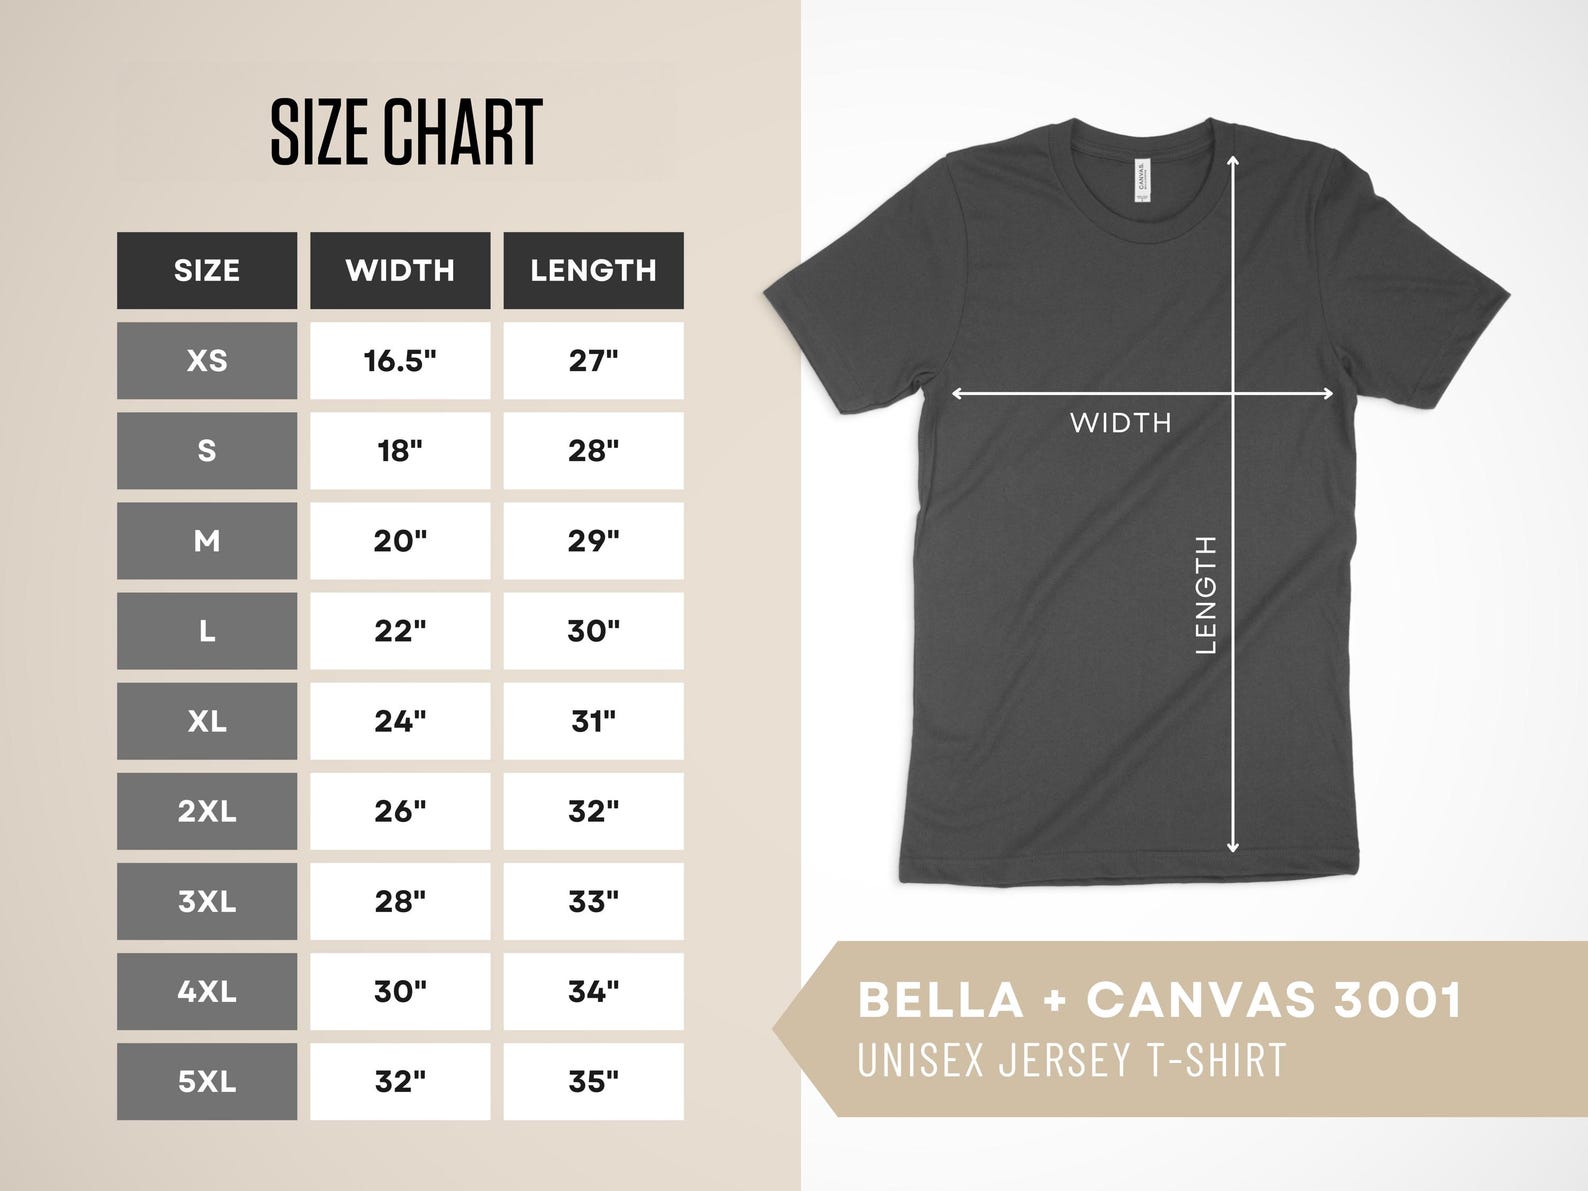 SIZE CHART
SIZE WIDTH LENGTH
XS 16.5" 27"
S 18" 28"
M 20" 29"
L 22" 30"
XL 24" 31"
2XL 26" 32"
3XL 28" 33"
4XL 30" 34"
5XL 32" 35"
CANVAS
WIDTH
LENGTH
BELLA + CANVAS 3001
UNISEX JERSEY T-SHIRT